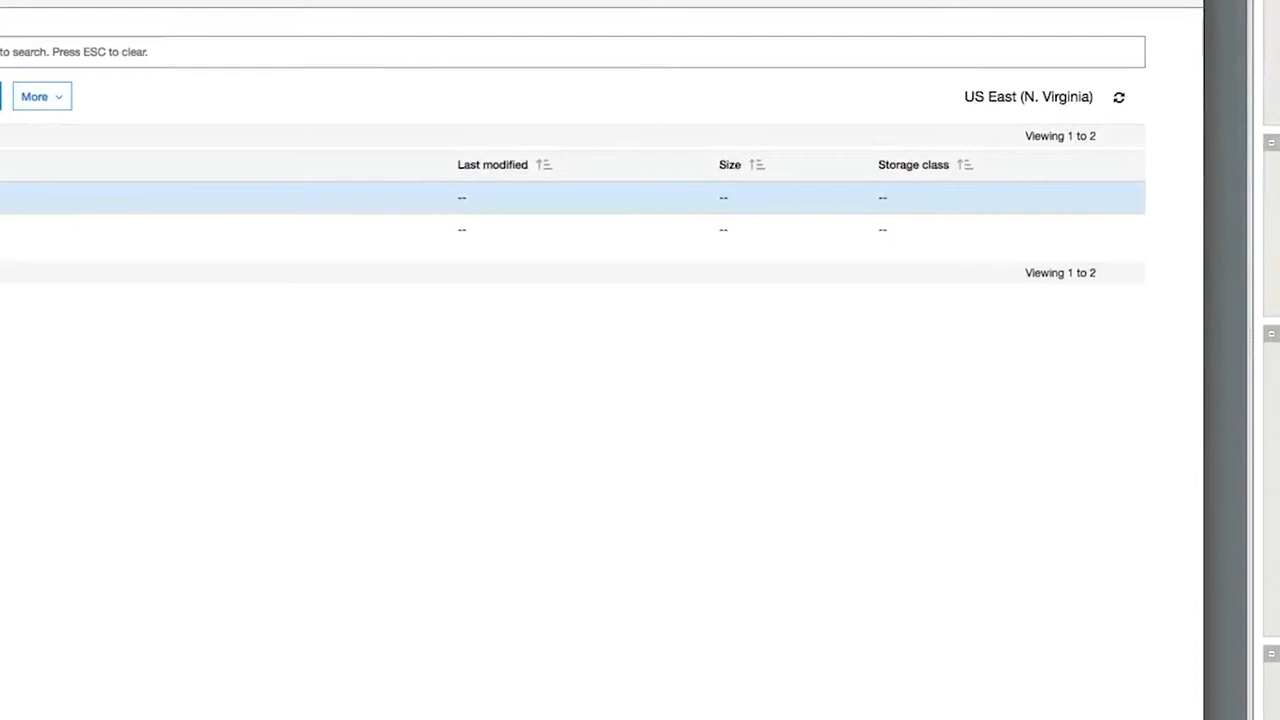 to search. Press ESC to clear.
More
US East (N. Virginia)
Viewing 1 to 2
Last modified Size Storage class
-- -- --
-- -- --
Viewing 1 to 2